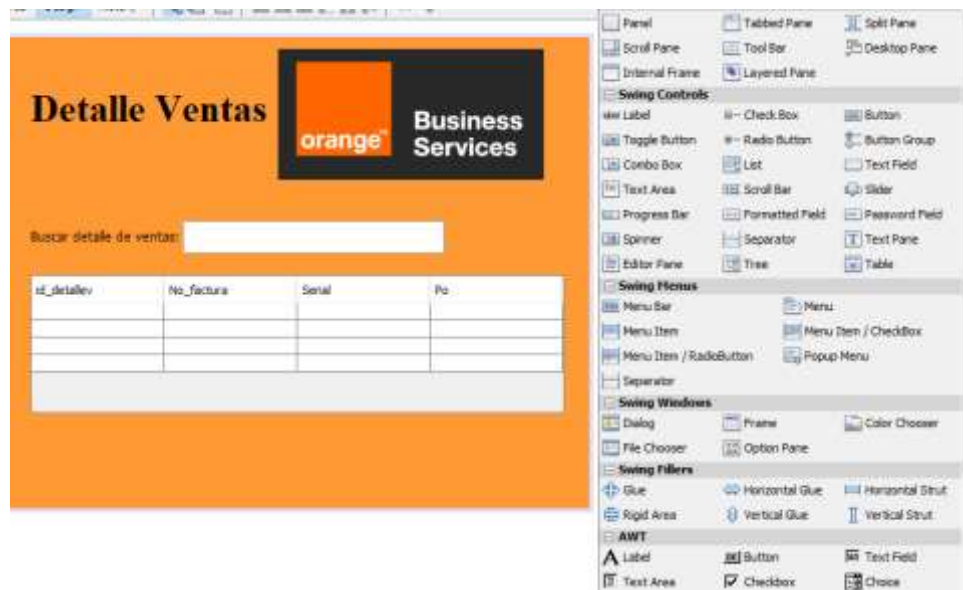 Detalle Ventas
orange™
Business
Services
Buscar detalle de ventas:
id_detallev No_factura Serial Po
Panel Tabbed Pane Split Pane
Scroll Pane Tool Bar Desktop Pane
Internal Frame Layered Pane
Swing Controls
label Label Check Box Button
Toggle Button Radio Button Button Group
Combo Box List Text Field
Text Area Scroll Bar Slider
Progress Bar Formatted Field Password Field
Spinner Separator Text Pane
Editor Pane Tree Table
Swing Menus
Menu Bar Menu
Menu Item Menu Item / CheckBox
Menu Item / RadioButton Popup Menu
Separator
Swing Windows
Dialog Frame Color Chooser
File Chooser Option Pane
Swing Fillers
Glue Horizontal Glue Horizontal Strut
Rigid Area Vertical Glue Vertical Strut
AWT
A Label Button Text Field
Text Area Checkbox Choice